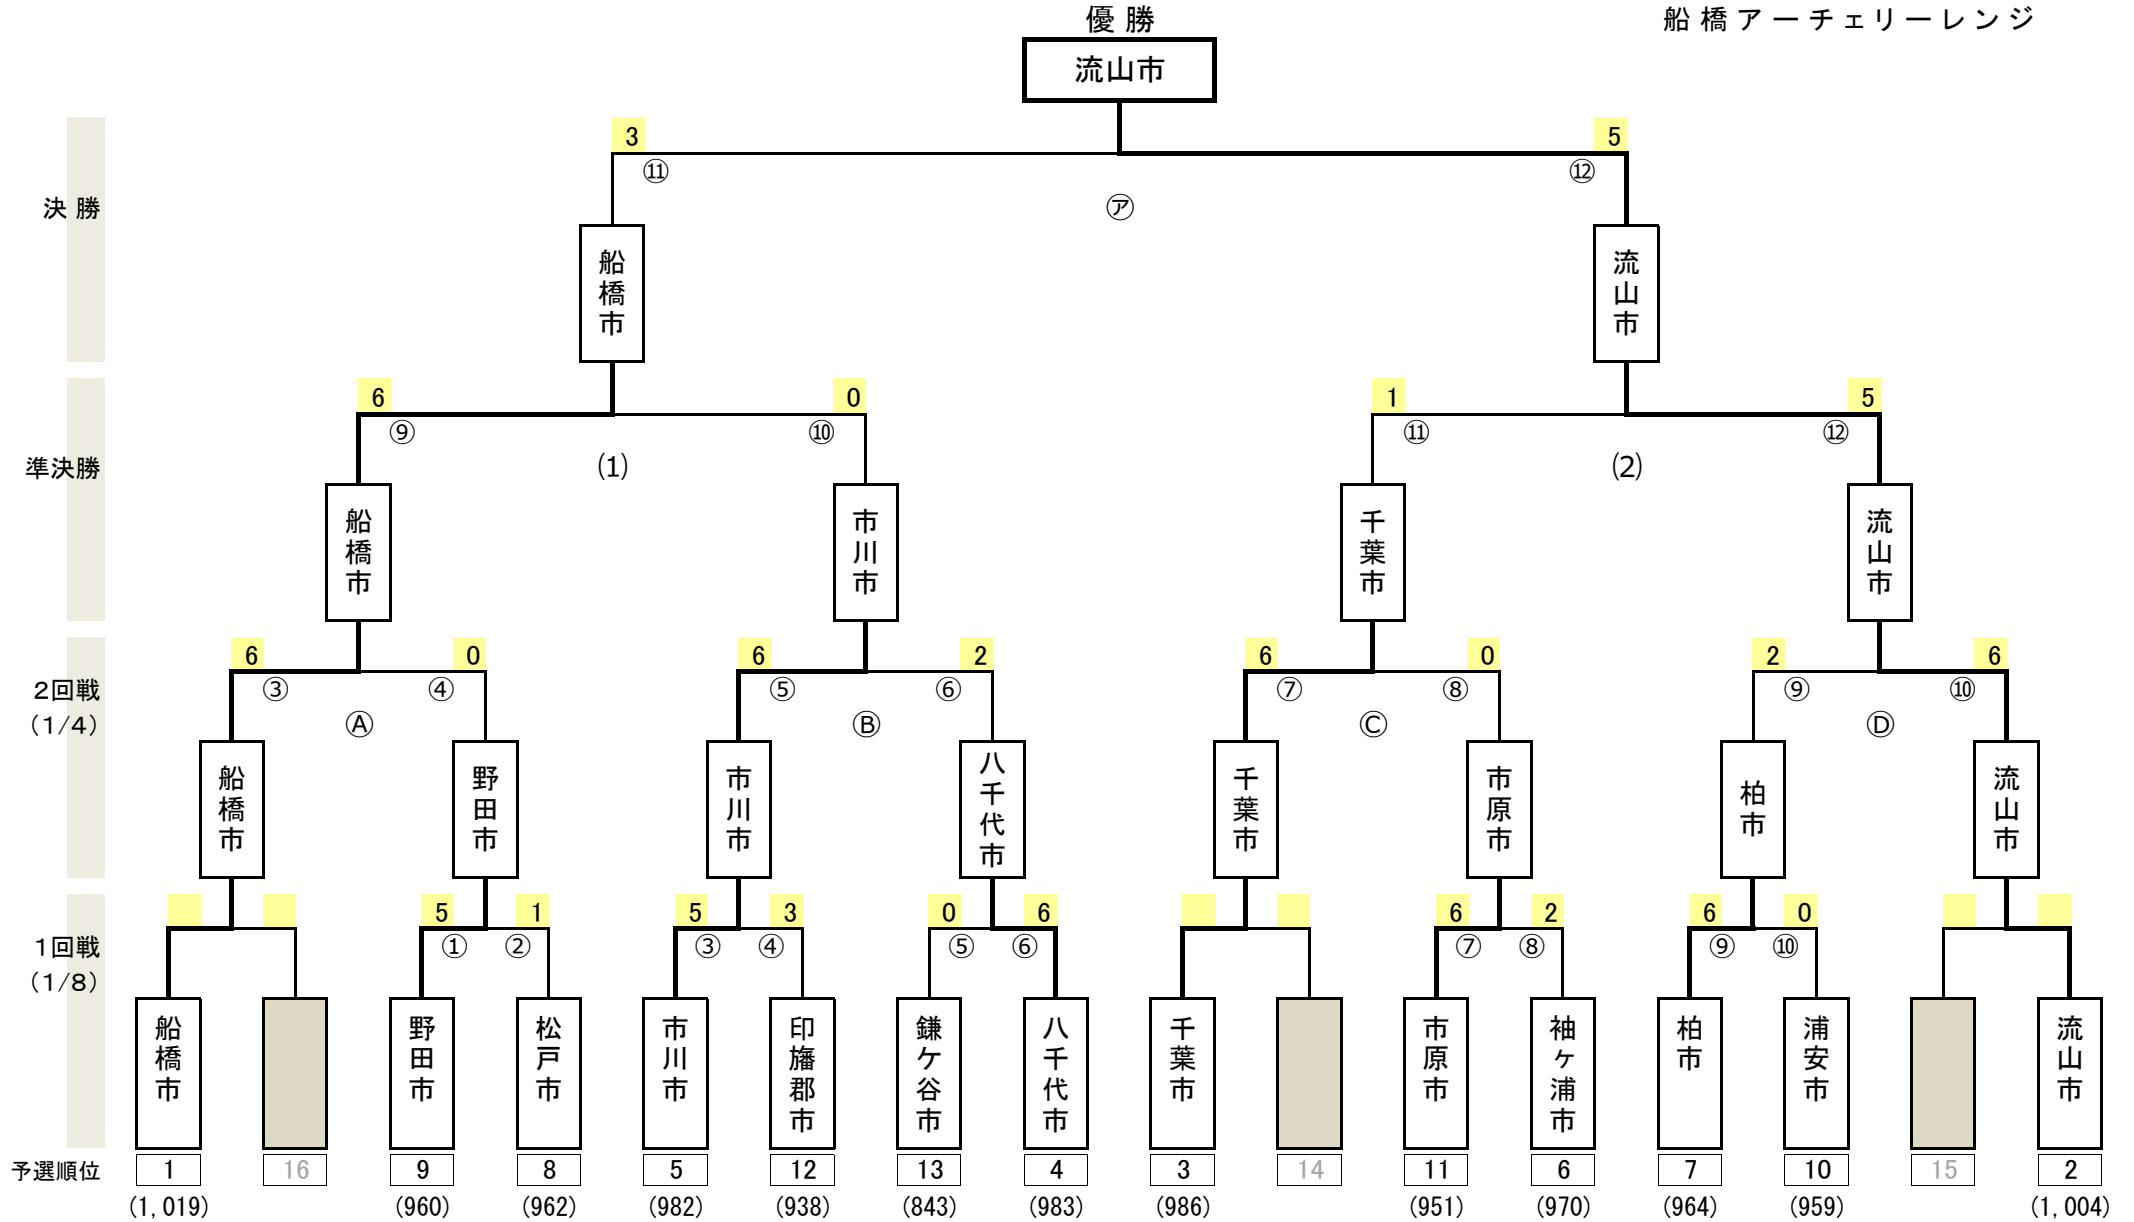 優勝
船橋アーチェリーレンジ
流山市
3 5
⑪ ⑫
決勝
㋐
船橋市 流山市
6 0 1 5
⑨ ⑩ ⑪ ⑫
準決勝 (1) (2)
船橋市 市川市 千葉市 流山市
6 0 6 2 6 0 2 6
2回戦 ③ ④ ⑤ ⑥ ⑦ ⑧ ⑨ ⑩
(1/4) Ⓐ Ⓑ Ⓒ Ⓓ
船橋市 野田市 市川市 八千代市 千葉市 市原市 柏市 流山市
5 1 5 3 0 6 6 2 6 0
1回戦 ① ② ③ ④ ⑤ ⑥ ⑦ ⑧ ⑨ ⑩
(1/8)
船橋市 野田市 松戸市 市川市 印旛郡市 鎌ケ谷市 八千代市 千葉市 市原市 袖ヶ浦市 柏市 浦安市 流山市
予選順位 1 16 9 8 5 12 13 4 3 14 11 6 7 10 15 2
(1,019) (960) (962) (982) (938) (843) (983) (986) (951) (970) (964) (959) (1,004)